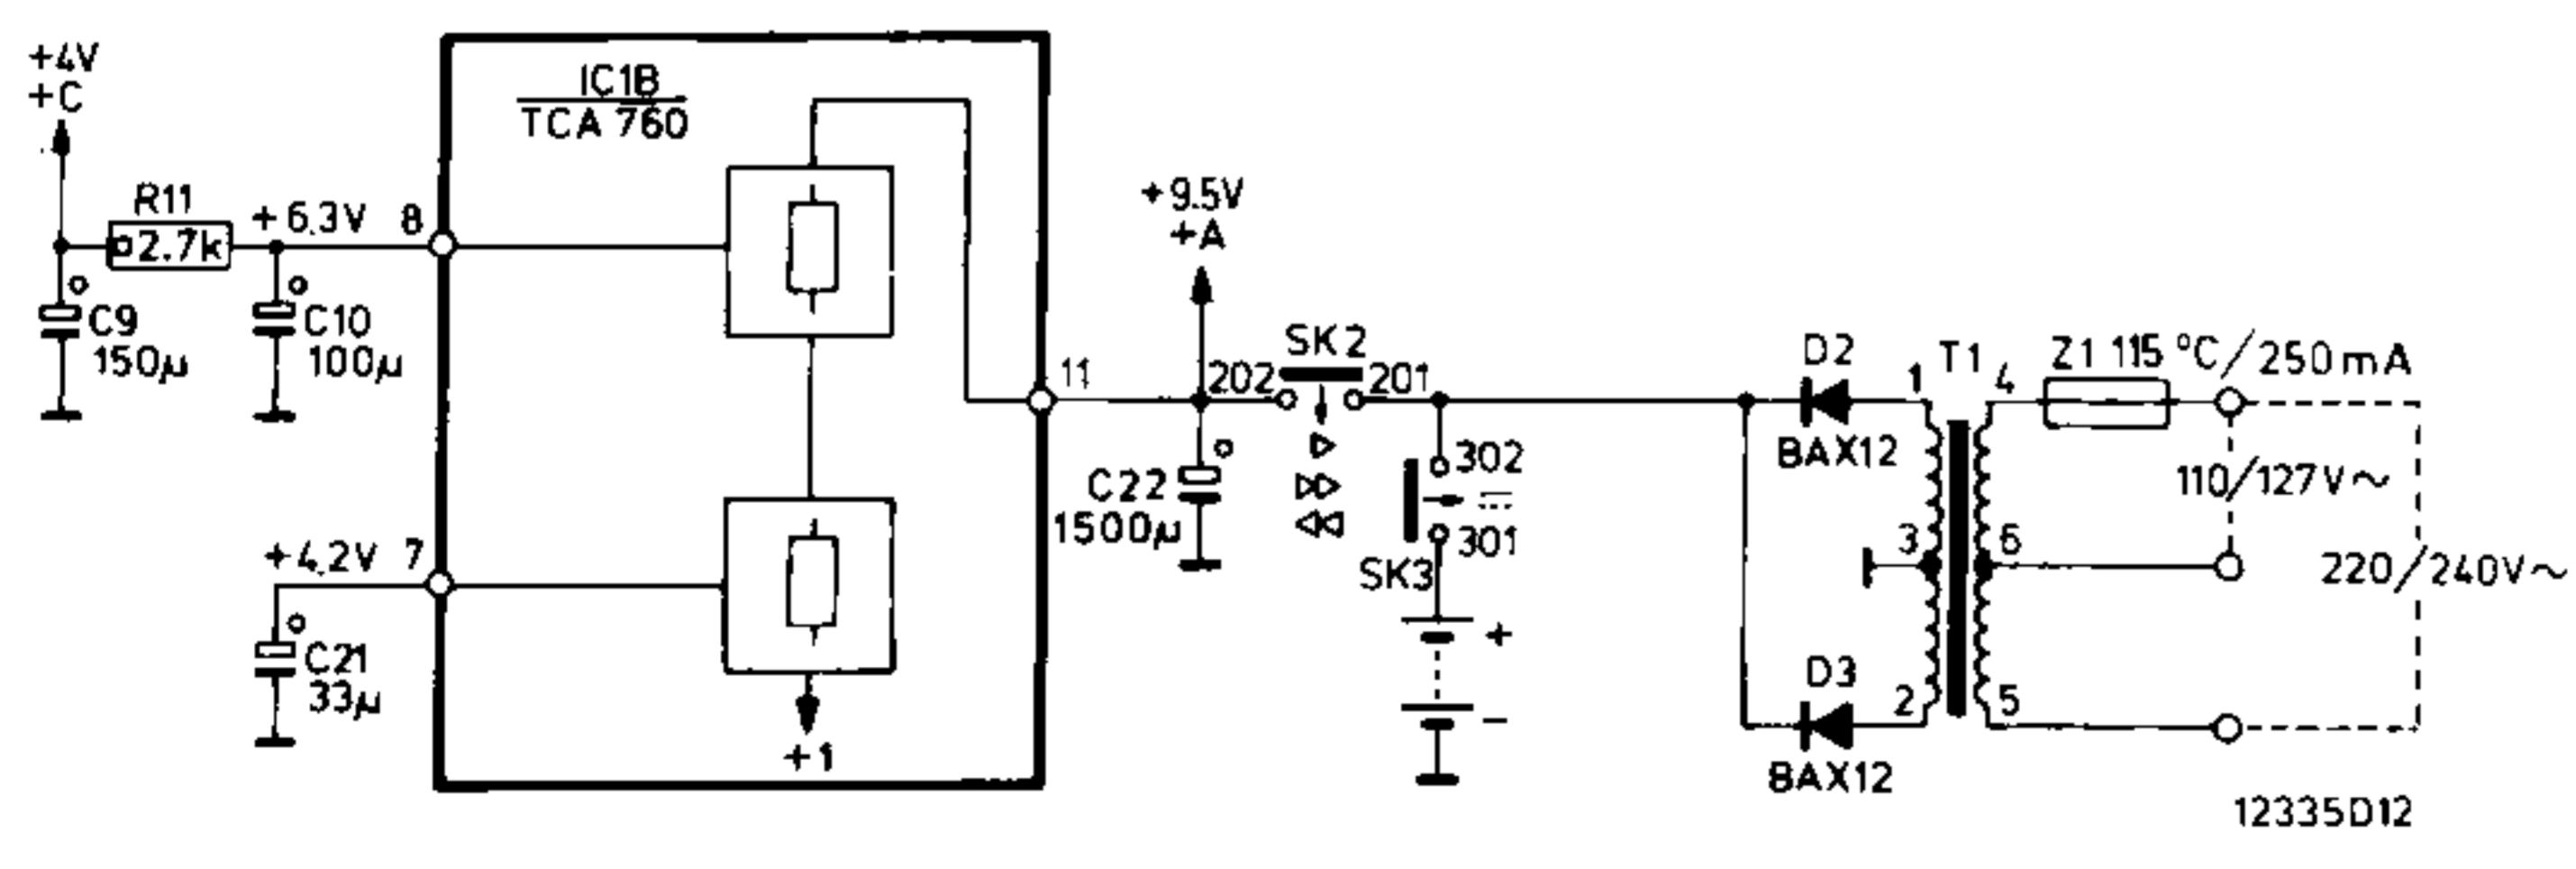 +4V
+C
R11
2.7k
+6.3V
8
C9
150µ
C10
100µ
IC1B
TCA 760
+4.2V
7
C21
33µ
+1
11
+9.5V
+A
202
SK2
201
C22
1500µ
302
301
SK3
+
−
D2
BAX12
D3
BAX12
1
T1
4
3
6
2
5
Z1 115 °C/250 mA
110/127V~
220/240V~
12335D12